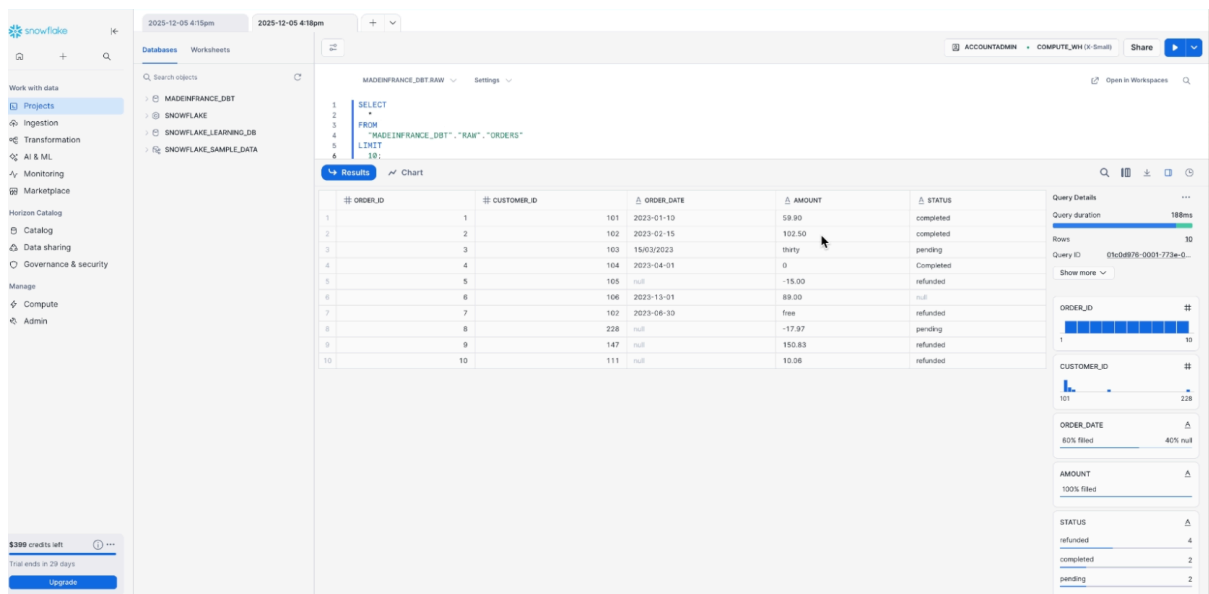 2025-12-05 4:15pm
2025-12-05 4:18pm
snowflake
Databases
Worksheets
ACCOUNTADMIN
COMPUTE_WH (X-Small)
Share
Search objects
MADEINFRANCE_DBT.RAW
Settings
Open in Workspaces
Work with data
Projects
Ingestion
Transformation
AI & ML
Monitoring
Marketplace
Horizon Catalog
Catalog
Data sharing
Governance & security
Manage
Compute
Admin
MADEINFRANCE_DBT
SNOWFLAKE
SNOWFLAKE_LEARNING_DB
SNOWFLAKE_SAMPLE_DATA
1 SELECT
2 *
3 FROM
4 "MADEINFRANCE_DBT"."RAW"."ORDERS"
5 LIMIT
6 10;
Results
Chart
ORDER_ID CUSTOMER_ID ORDER_DATE AMOUNT STATUS
1 1 101 2023-01-10 59.90 completed
2 2 102 2023-02-15 102.50 completed
3 3 103 15/03/2023 thirty pending
4 4 104 2023-04-01 0 Completed
5 5 105 null -15.00 refunded
6 6 106 2023-13-01 89.00 null
7 7 102 2023-06-30 free refunded
8 8 228 null -17.97 pending
9 9 147 null 150.83 refunded
10 10 111 null 10.06 refunded
Query Details
Query duration 188ms
Rows 10
Query ID 01c0d976-0001-773e-0...
Show more
ORDER_ID #
1 10
CUSTOMER_ID #
101 228
ORDER_DATE A
60% filled 40% null
AMOUNT A
100% filled
STATUS A
refunded 4
completed 2
pending 2
$399 credits left
Trial ends in 29 days
Upgrade